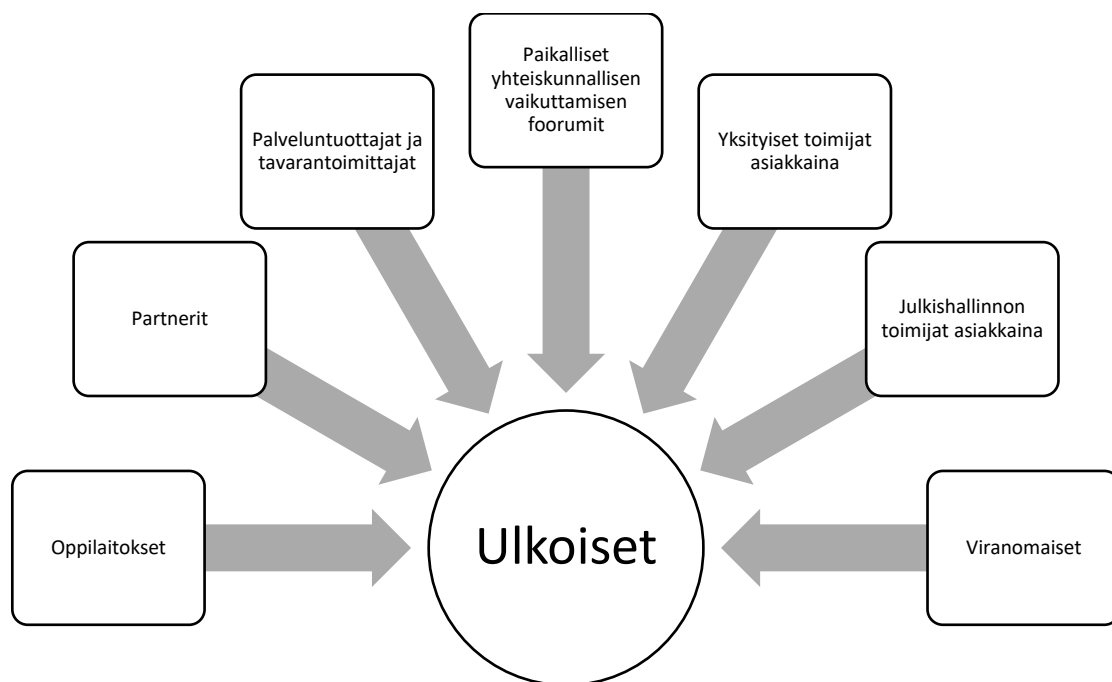 Paikalliset
yhteiskunnallisen
vaikuttamisen
foorumit
Palveluntuottajat ja
tavarantoimittajat
Yksityiset toimijat
asiakkaina
Partnerit
Julkishallinnon
toimijat asiakkaina
Oppilaitokset
Ulkoiset
Viranomaiset